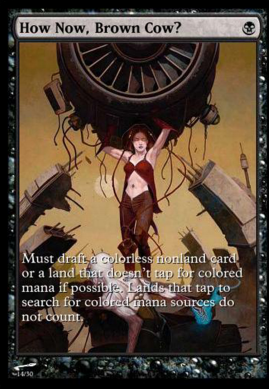 How Now, Brown Cow?
Must draft a colorless nonland card
or a land that doesn't tap for colored
mana if possible. Lands that tap to
search for colored mana sources do
not count.
14/30